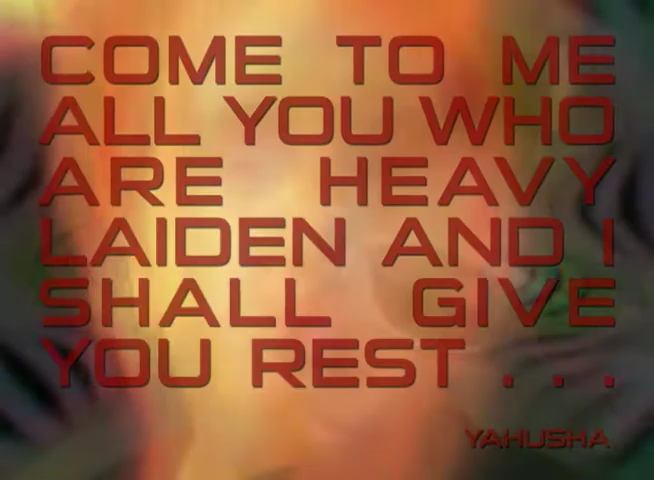 COME TO ME
ALL YOU WHO
ARE HEAVY
LAIDEN AND I
SHALL GIVE
YOU REST . . .
YAHUSHA